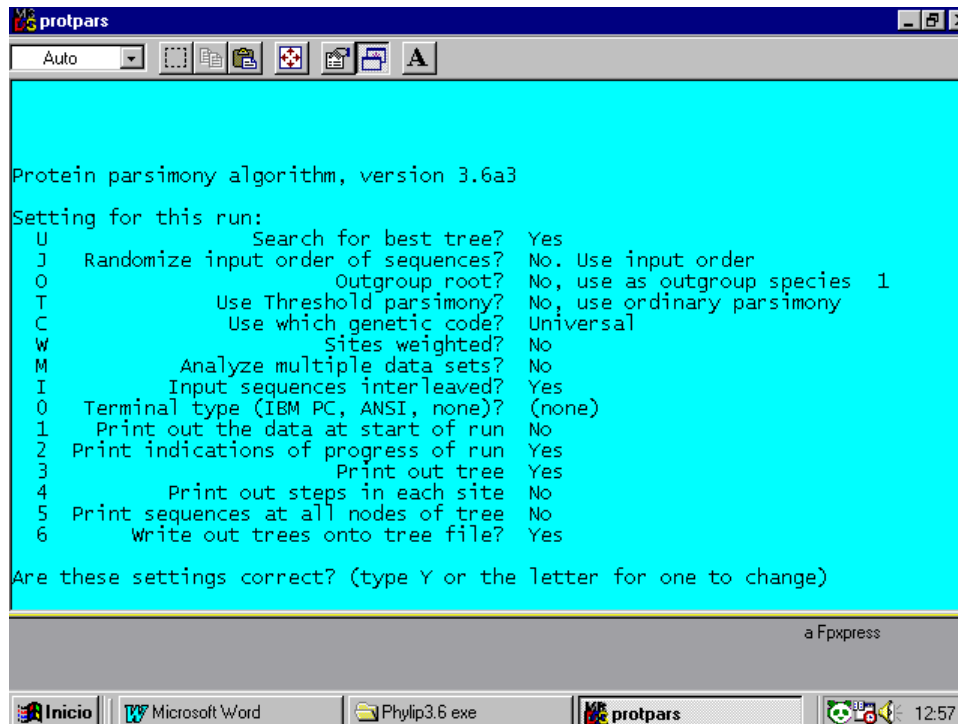 protpars
Auto
A
Protein parsimony algorithm, version 3.6a3
Setting for this run:
U Search for best tree? Yes
J Randomize input order of sequences? No. Use input order
O Outgroup root? No, use as outgroup species 1
T Use Threshold parsimony? No, use ordinary parsimony
C Use which genetic code? Universal
W Sites weighted? No
M Analyze multiple data sets? No
I Input sequences interleaved? Yes
0 Terminal type (IBM PC, ANSI, none)? (none)
1 Print out the data at start of run No
2 Print indications of progress of run Yes
3 Print out tree Yes
4 Print out steps in each site No
5 Print sequences at all nodes of tree No
6 Write out trees onto tree file? Yes
Are these settings correct? (type Y or the letter for one to change)
a Fpxpress
Inicio Microsoft Word Phylip3.6 exe protpars 12:57